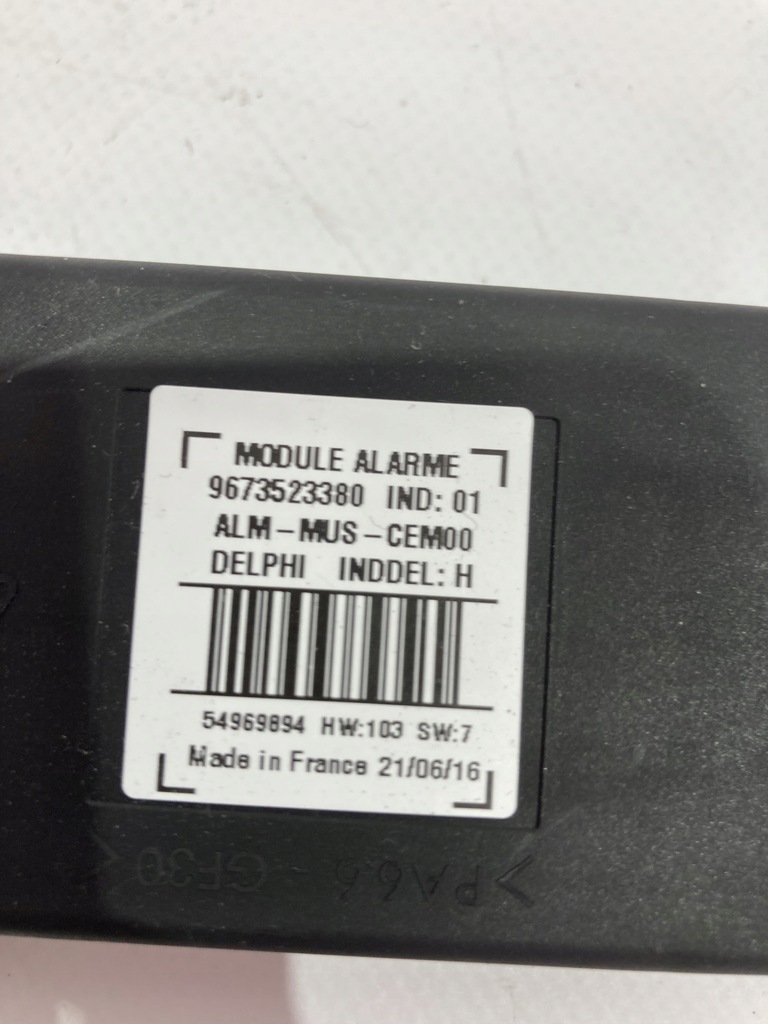 MODULE ALARME
9673523380 IND: 01
ALM-MUS-CEM00
DELPHI INDDEL: H
54969894 HW:103 SW:7
Made in France 21/06/16
>PA66 - GF30<